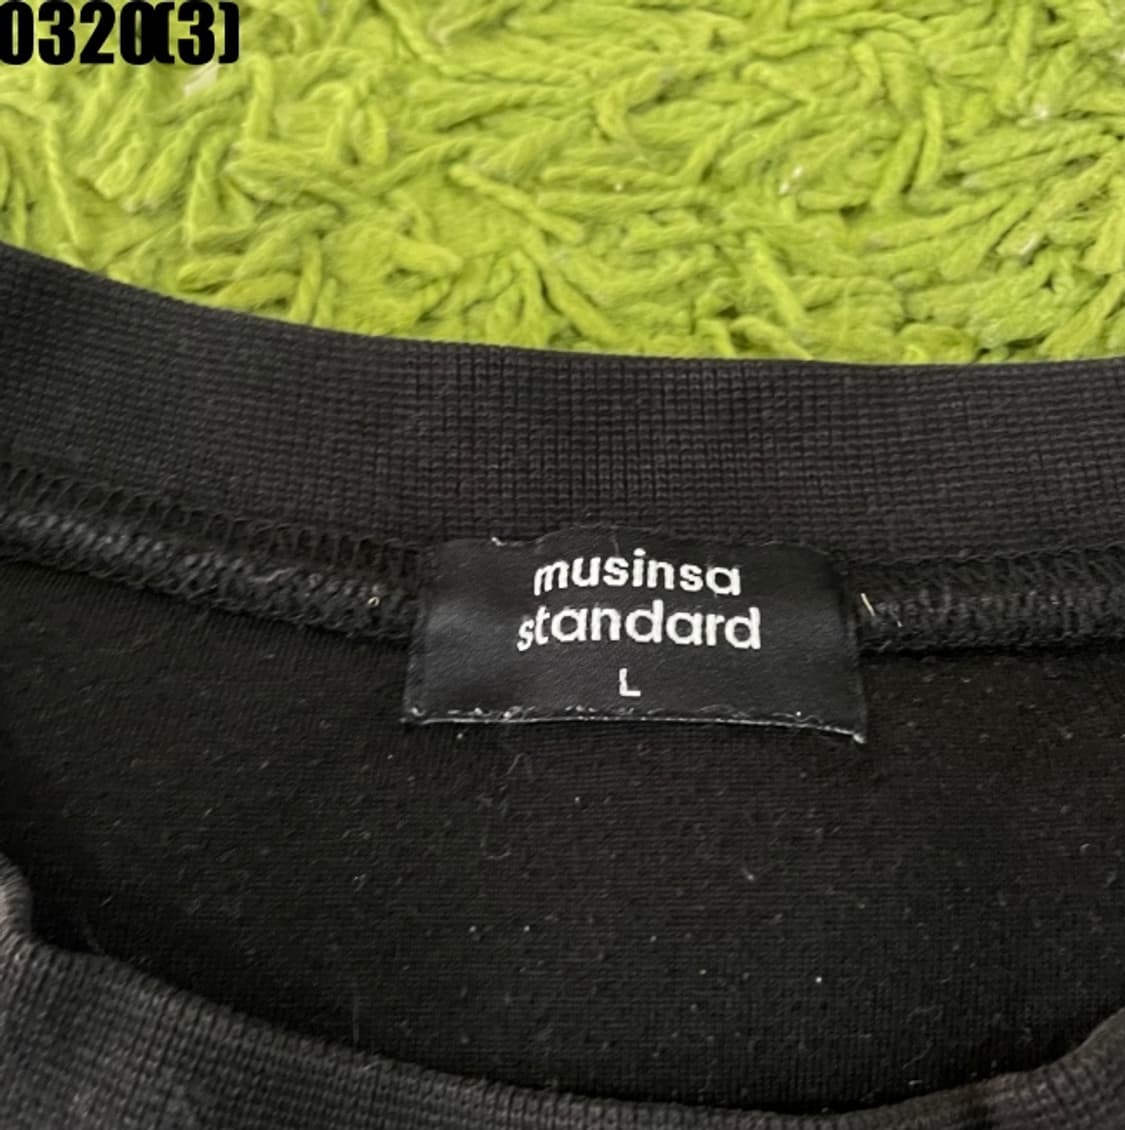 0320(3)
musinsa
standard
L